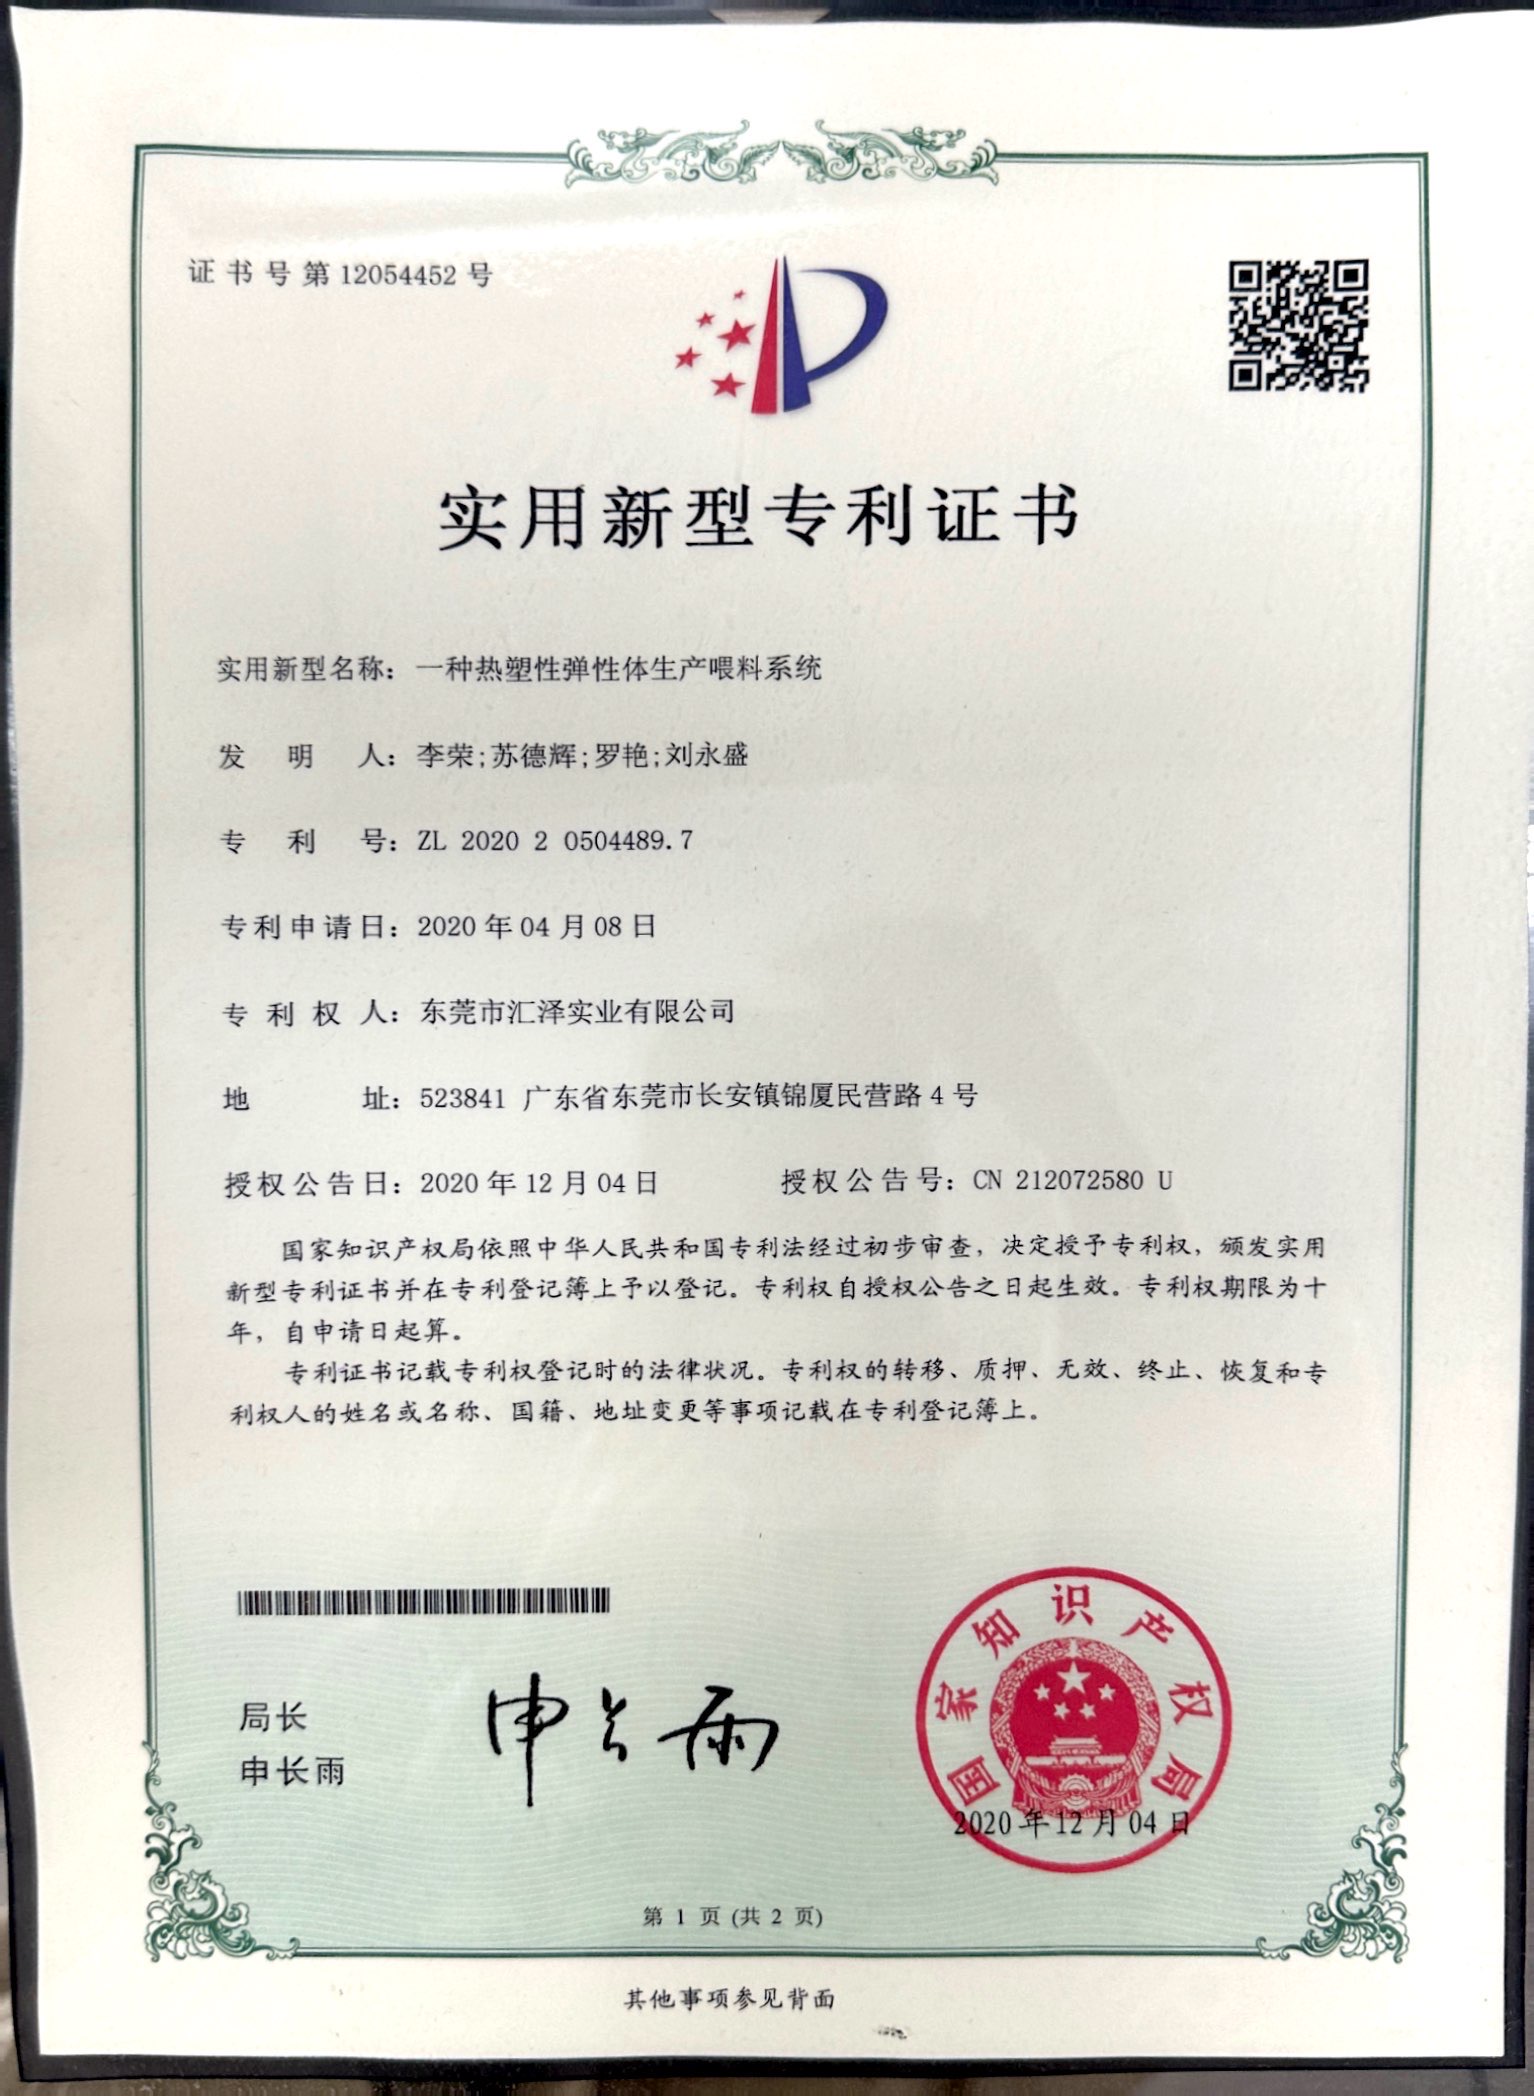 证书号第12054452号
实用新型专利证书
实用新型名称：一种热塑性弹性体生产喂料系统
发明人：李荣;苏德辉;罗艳;刘永盛
专利号：ZL 2020 2 0504489.7
专利申请日：2020年04月08日
专利权人：东莞市汇泽实业有限公司
地址：523841 广东省东莞市长安镇锦厦民营路4号
授权公告日：2020年12月04日 授权公告号：CN 212072580 U
国家知识产权局依照中华人民共和国专利法经过初步审查，决定授予专利权，颁发实用
新型专利证书并在专利登记簿上予以登记。专利权自授权公告之日起生效。专利权期限为十
年，自申请日起算。
专利证书记载专利权登记时的法律状况。专利权的转移、质押、无效、终止、恢复和专
利权人的姓名或名称、国籍、地址变更等事项记载在专利登记簿上。
局长
申长雨
申长雨
国家知识产权局
2020年12月04日
第 1 页 (共 2 页)
其他事项参见背面